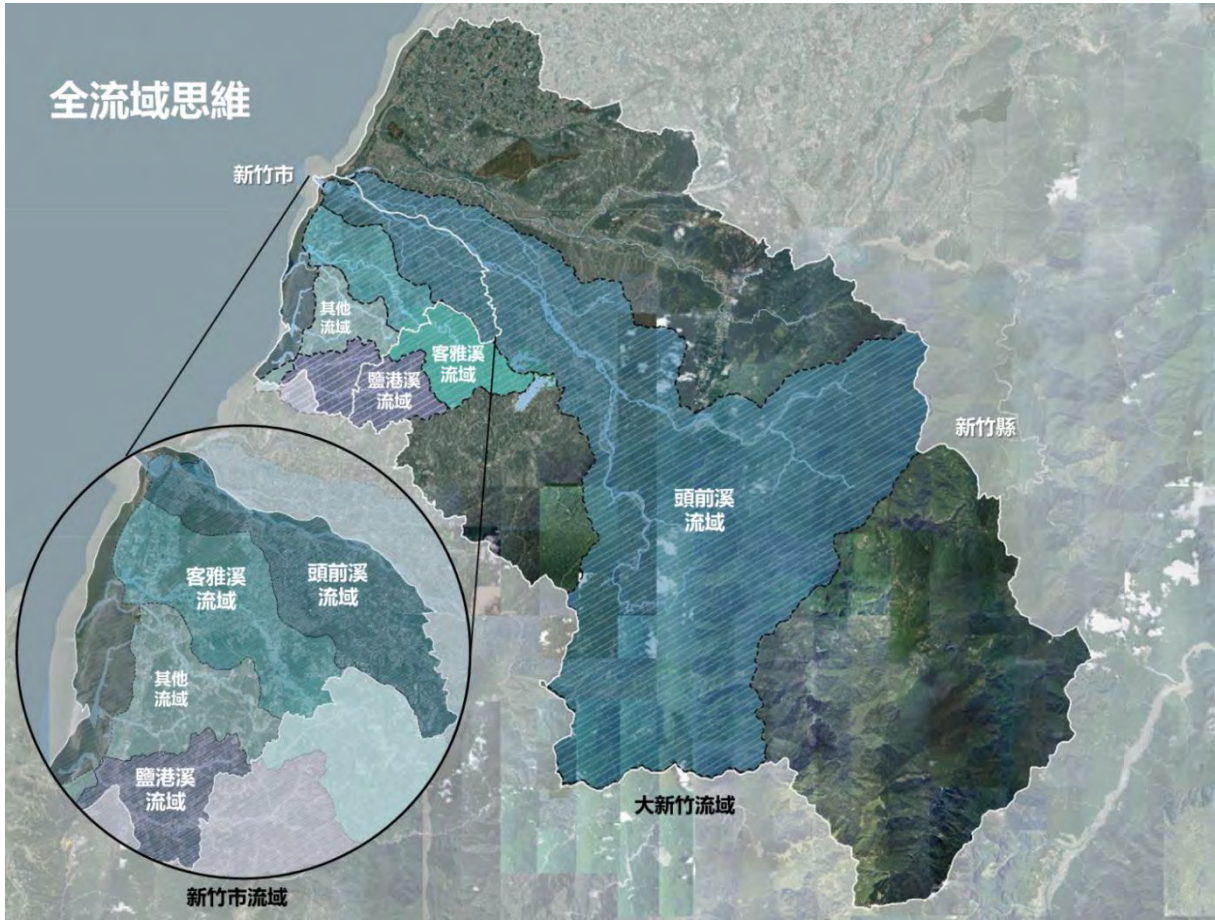 全流域思維
新竹市
其他
流域
客雅溪
流域
鹽港溪
流域
新竹縣
頭前溪
流域
客雅溪
流域
頭前溪
流域
其他
流域
鹽港溪
流域
大新竹流域
新竹市流域